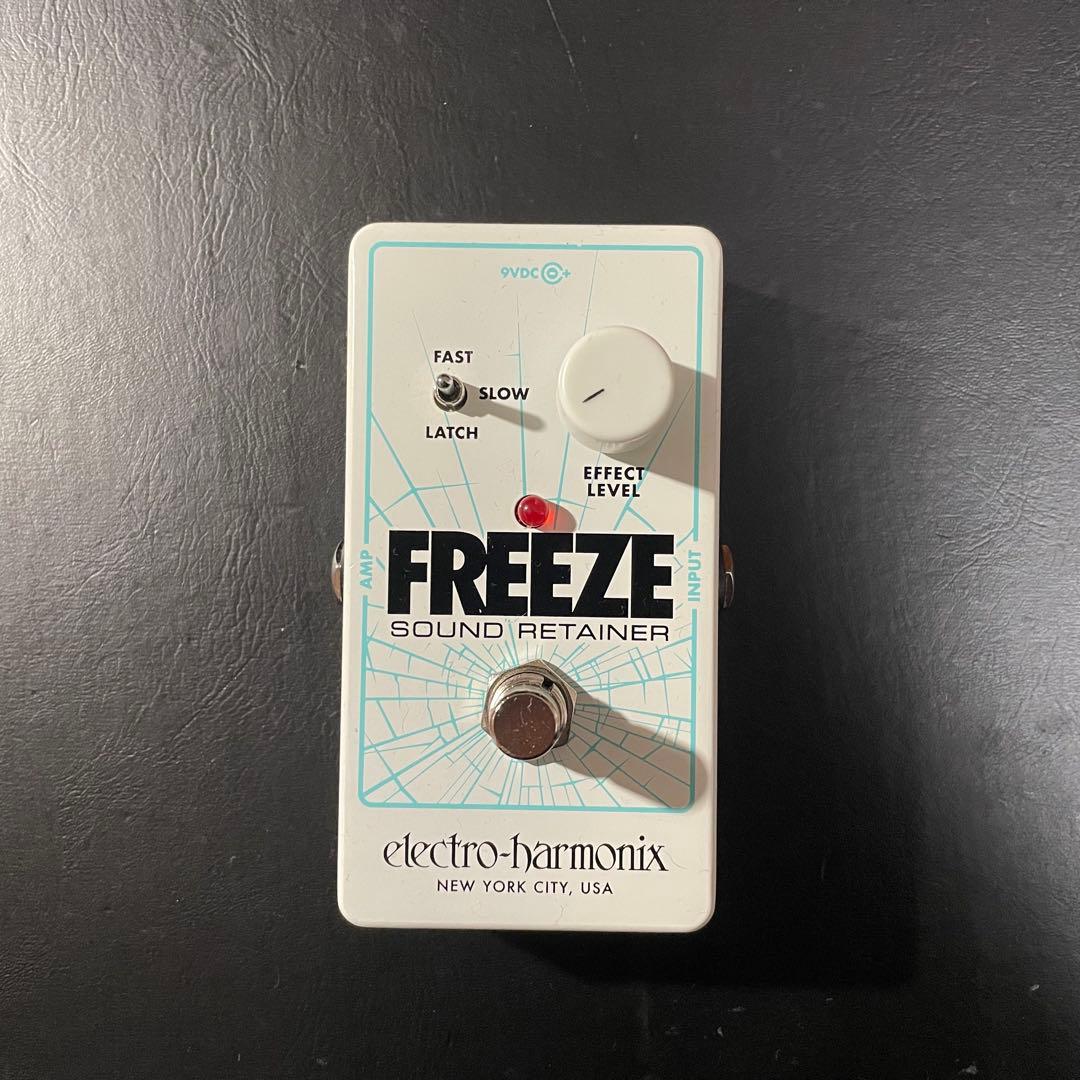 9VDC +
FAST
SLOW
LATCH
EFFECT
LEVEL
AMP
INPUT
FREEZE
SOUND RETAINER
electro-harmonix
NEW YORK CITY, USA